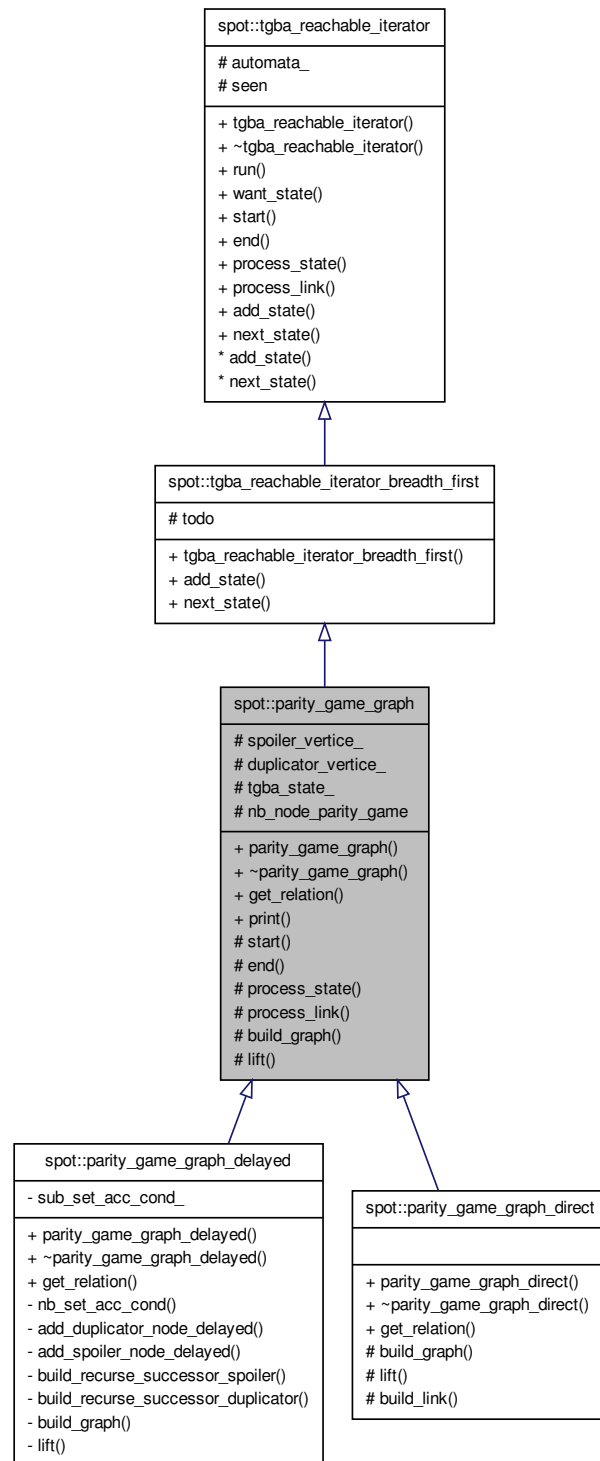 spot::tgba_reachable_iterator
# automata_
# seen
+ tgba_reachable_iterator()
+ ~tgba_reachable_iterator()
+ run()
+ want_state()
+ start()
+ end()
+ process_state()
+ process_link()
+ add_state()
+ next_state()
* add_state()
* next_state()
spot::tgba_reachable_iterator_breadth_first
# todo
+ tgba_reachable_iterator_breadth_first()
+ add_state()
+ next_state()
spot::parity_game_graph
# spoiler_vertice_
# duplicator_vertice_
# tgba_state_
# nb_node_parity_game
+ parity_game_graph()
+ ~parity_game_graph()
+ get_relation()
+ print()
# start()
# end()
# process_state()
# process_link()
# build_graph()
# lift()
spot::parity_game_graph_delayed
- sub_set_acc_cond_
+ parity_game_graph_delayed()
+ ~parity_game_graph_delayed()
+ get_relation()
- nb_set_acc_cond()
- add_duplicator_node_delayed()
- add_spoiler_node_delayed()
- build_recurse_successor_spoiler()
- build_recurse_successor_duplicator()
- build_graph()
- lift()
spot::parity_game_graph_direct
+ parity_game_graph_direct()
+ ~parity_game_graph_direct()
+ get_relation()
# build_graph()
# lift()
# build_link()